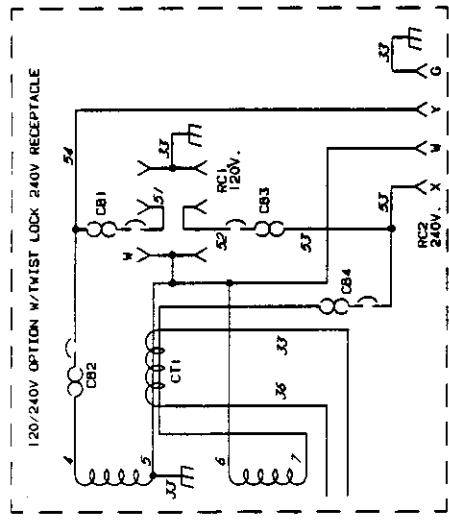 120/240V OPTION W/TWIST LOCK 240V RECEPTACLE
54
33
33
CB1
51
RC1
120V.
W
52
CB3
53
53
G
Y
W
X
RC2
240V.
CB4
CB2
CT1
33
36
4
5
33
6
7